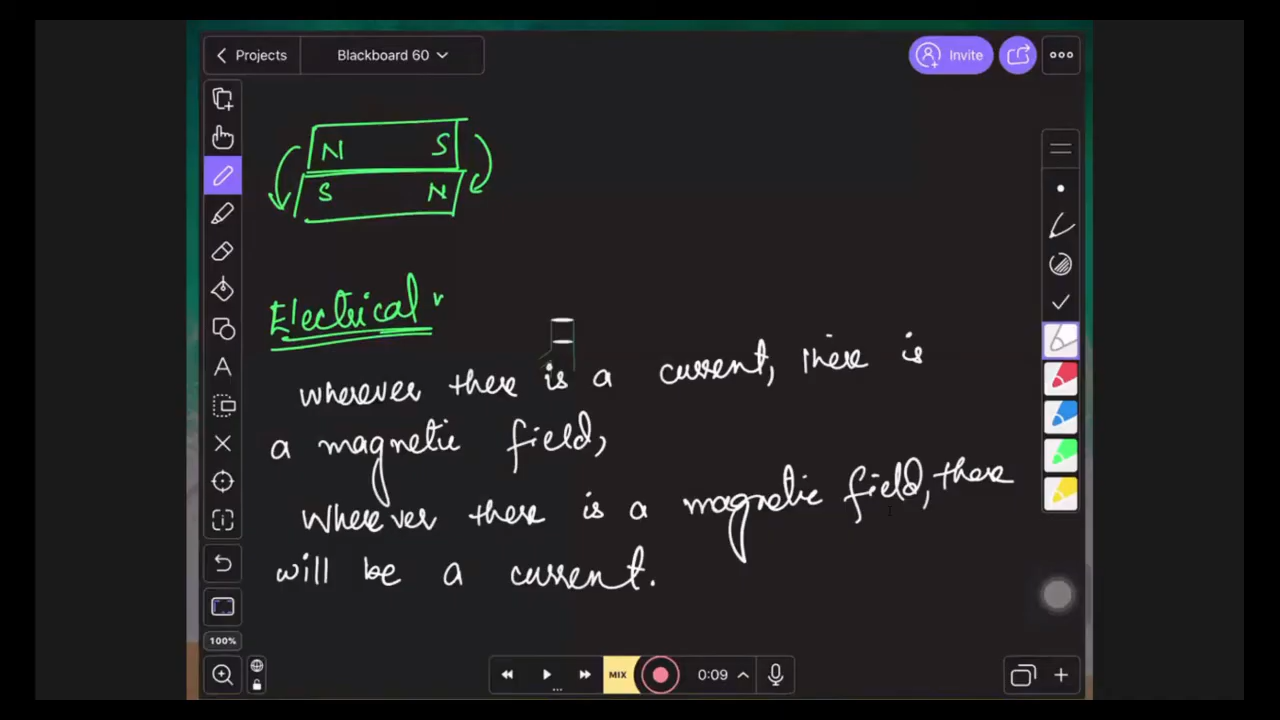 Projects
Blackboard 60
Invite
N S
S N
Electrical
wherever there is a current, there is
a magnetic field,
Wherever there is a magnetic field, there
will be a current.
A
100%
MIX
0:09